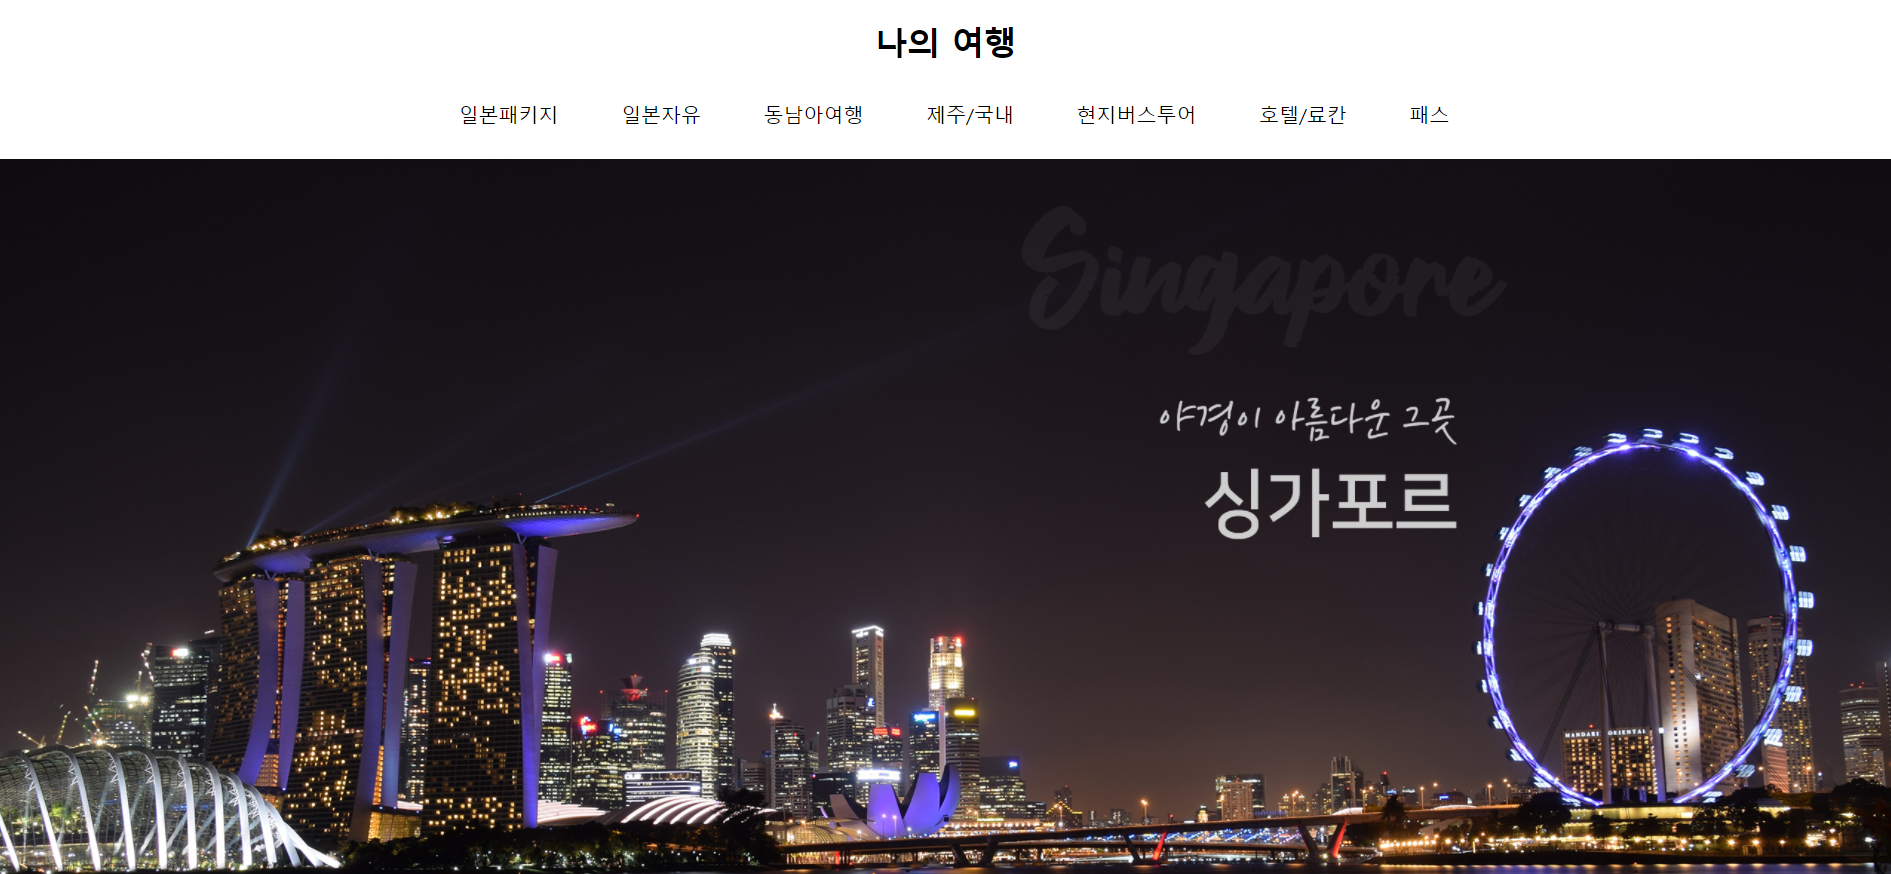 나의 여행
일본패키지 일본자유 동남아여행 제주/국내 현지버스투어 호텔/료칸 패스
Singapore
야경이 아름다운 그곳
싱가포르
MANDARI ORIENTAL